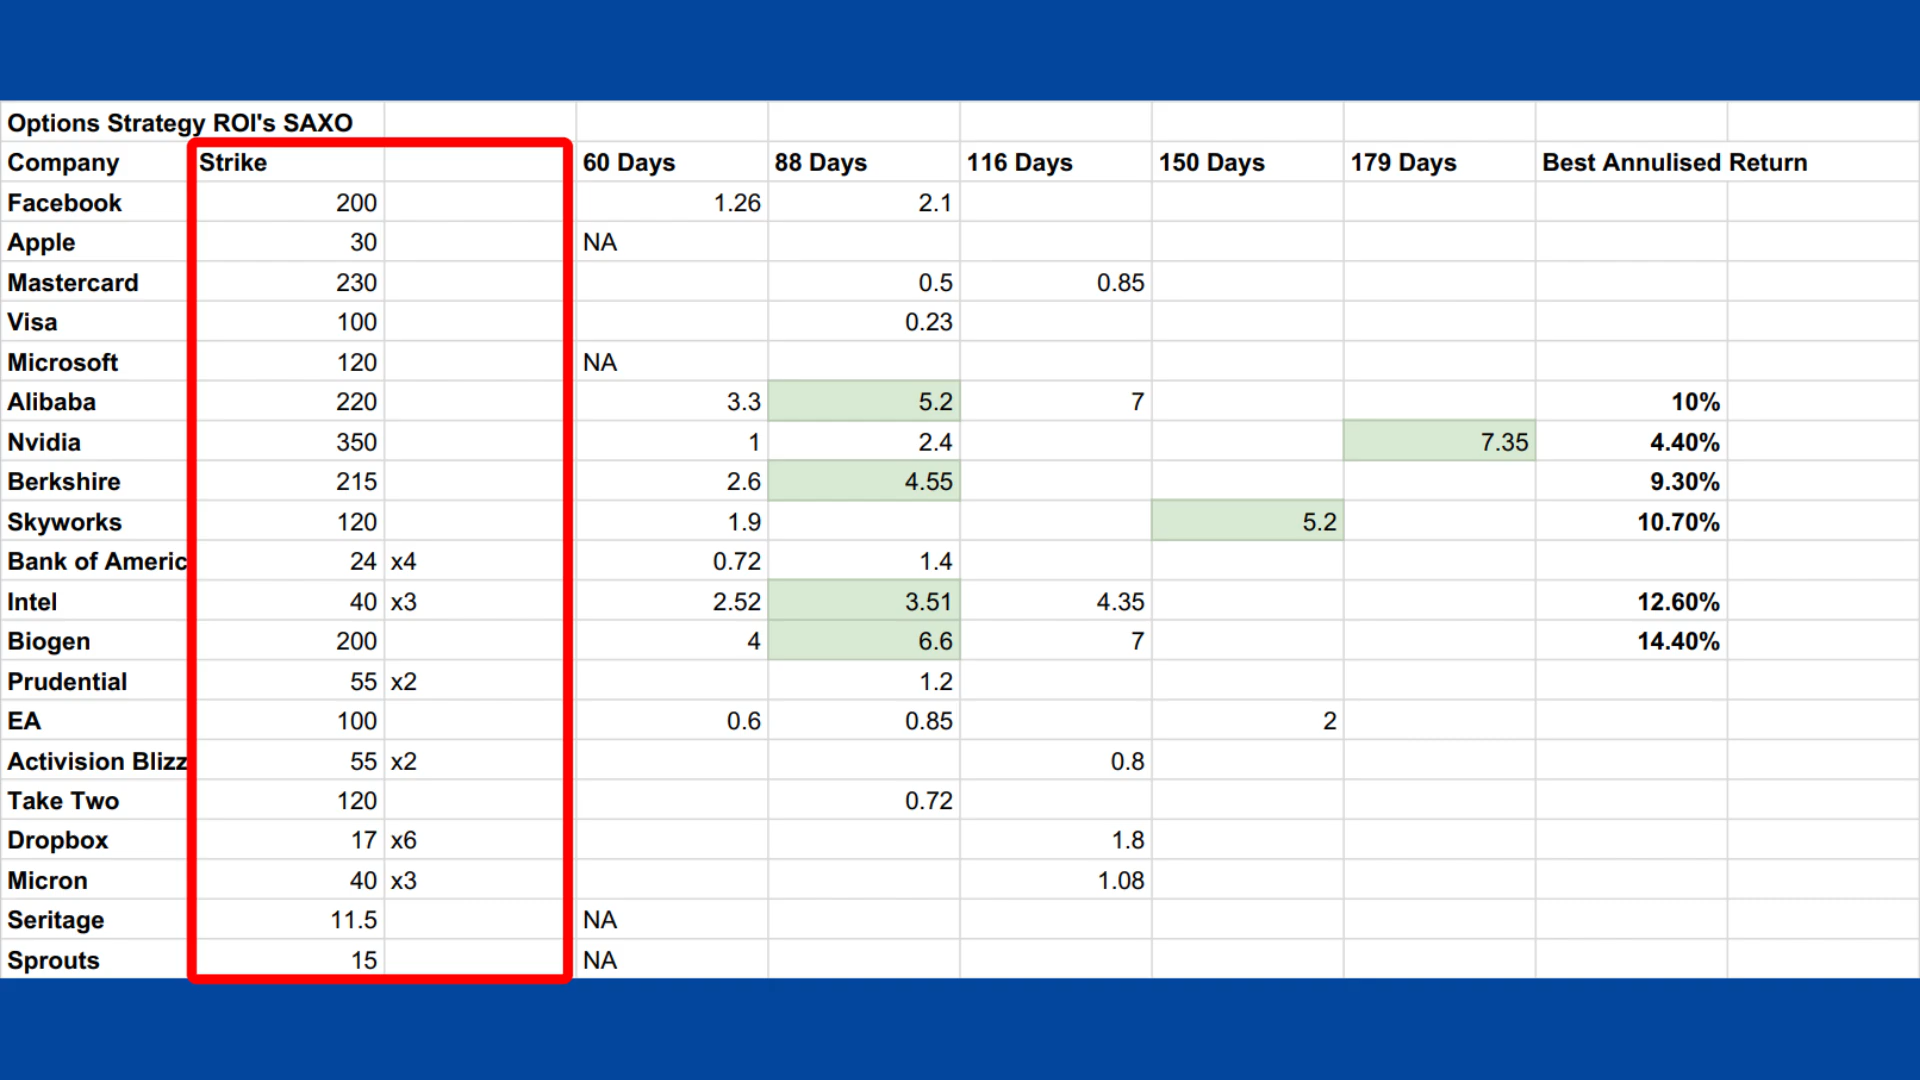 Options Strategy ROI's SAXO
Company Strike 60 Days 88 Days 116 Days 150 Days 179 Days Best Annulised Return
Facebook 200 1.26 2.1
Apple 30 NA
Mastercard 230 0.5 0.85
Visa 100 0.23
Microsoft 120 NA
Alibaba 220 3.3 5.2 7 10%
Nvidia 350 1 2.4 7.35 4.40%
Berkshire 215 2.6 4.55 9.30%
Skyworks 120 1.9 5.2 10.70%
Bank of Americ 24 x4 0.72 1.4
Intel 40 x3 2.52 3.51 4.35 12.60%
Biogen 200 4 6.6 7 14.40%
Prudential 55 x2 1.2
EA 100 0.6 0.85 2
Activision Blizz 55 x2 0.8
Take Two 120 0.72
Dropbox 17 x6 1.8
Micron 40 x3 1.08
Seritage 11.5 NA
Sprouts 15 NA